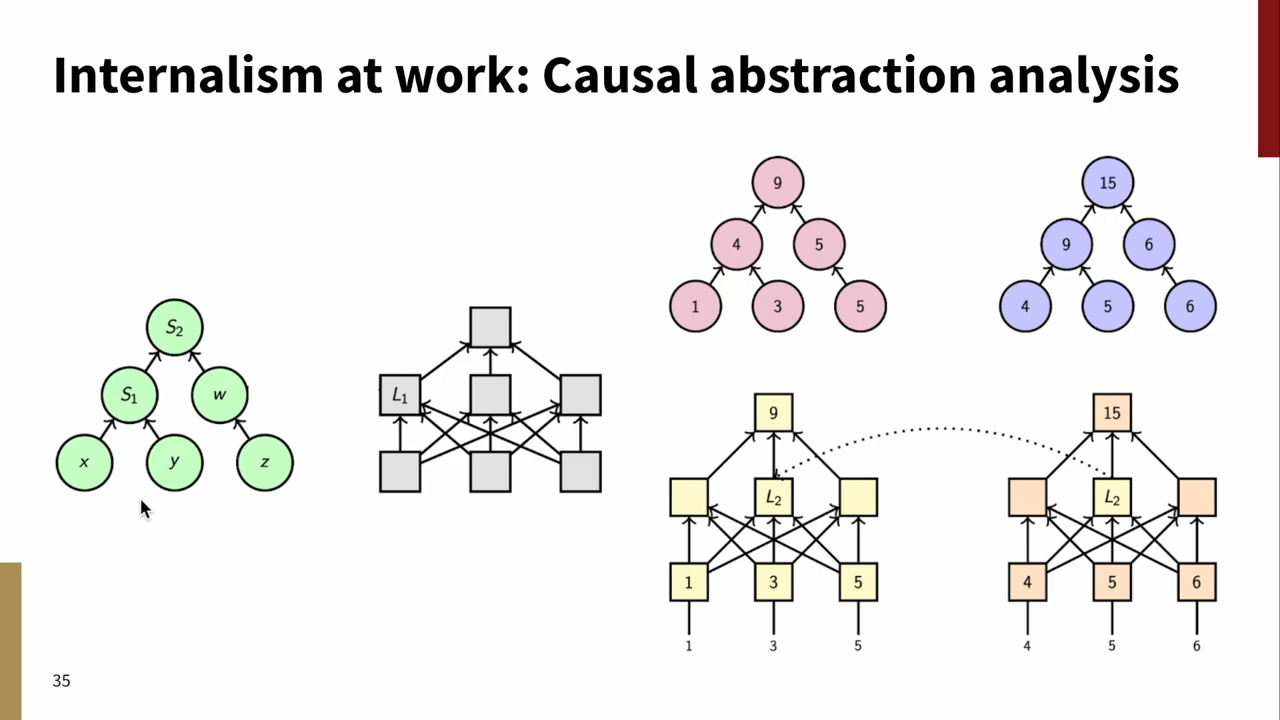 Internalism at work: Causal abstraction analysis
S₂
S₁ w
x y z
L₁
9
4 5
1 3 5
15
9 6
4 5 6
9
L₂
1 3 5
1 3 5
15
L₂
4 5 6
4 5 6
35